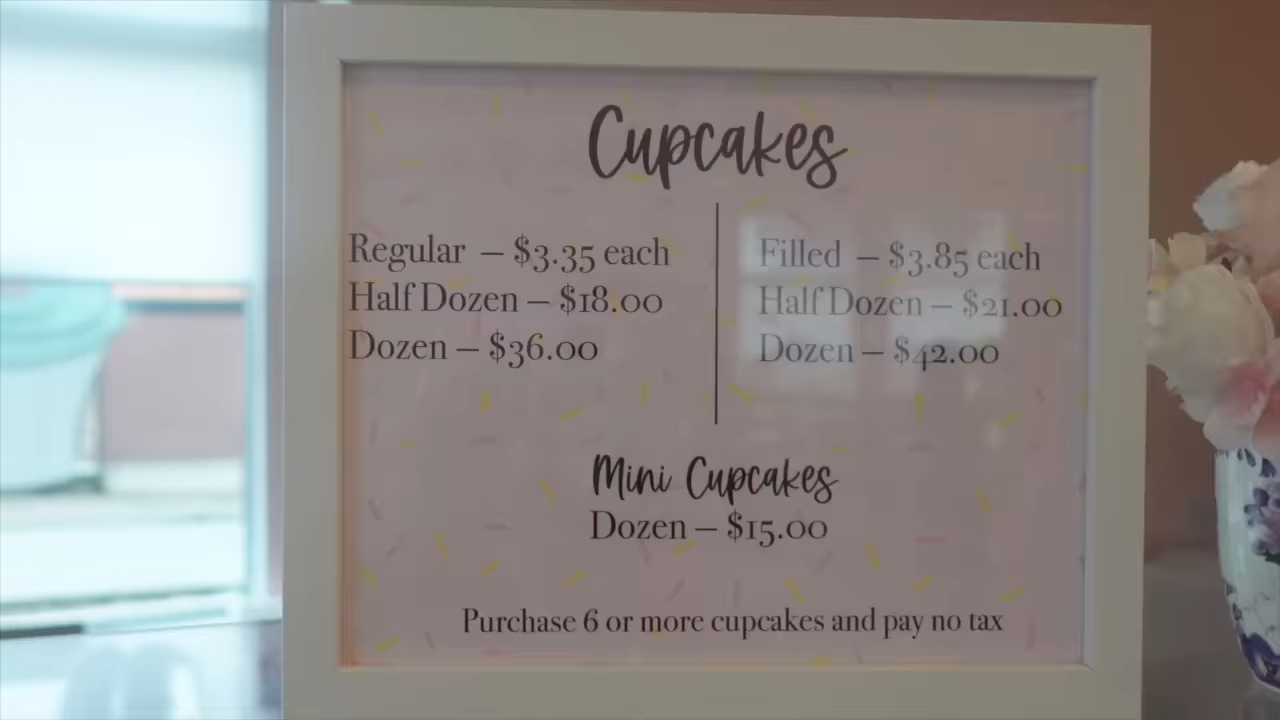 Cupcakes
Regular – $3.35 each
Half Dozen – $18.00
Dozen – $36.00
Filled – $3.85 each
Half Dozen – $21.00
Dozen – $42.00
Mini Cupcakes
Dozen – $15.00
Purchase 6 or more cupcakes and pay no tax